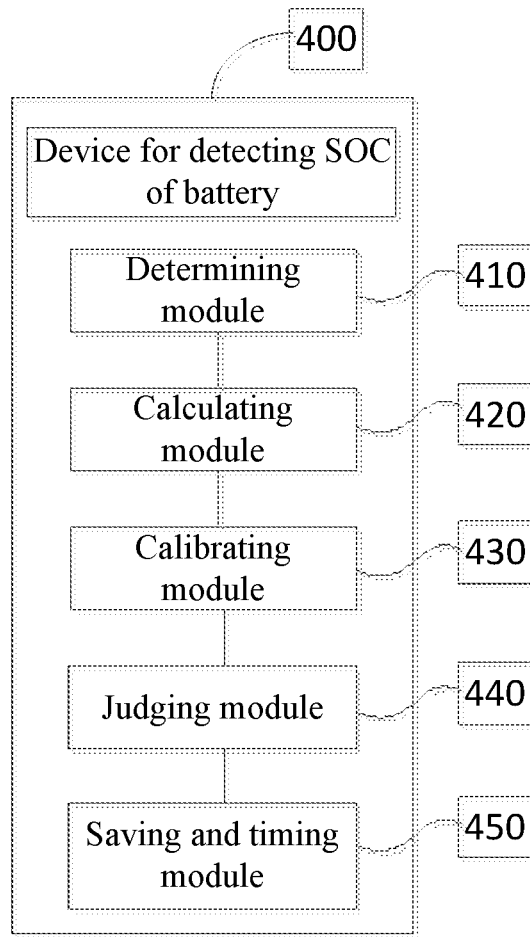 400
Device for detecting SOC
of battery
Determining
module
410
Calculating
module
420
Calibrating
module
430
Judging module
440
Saving and timing
module
450